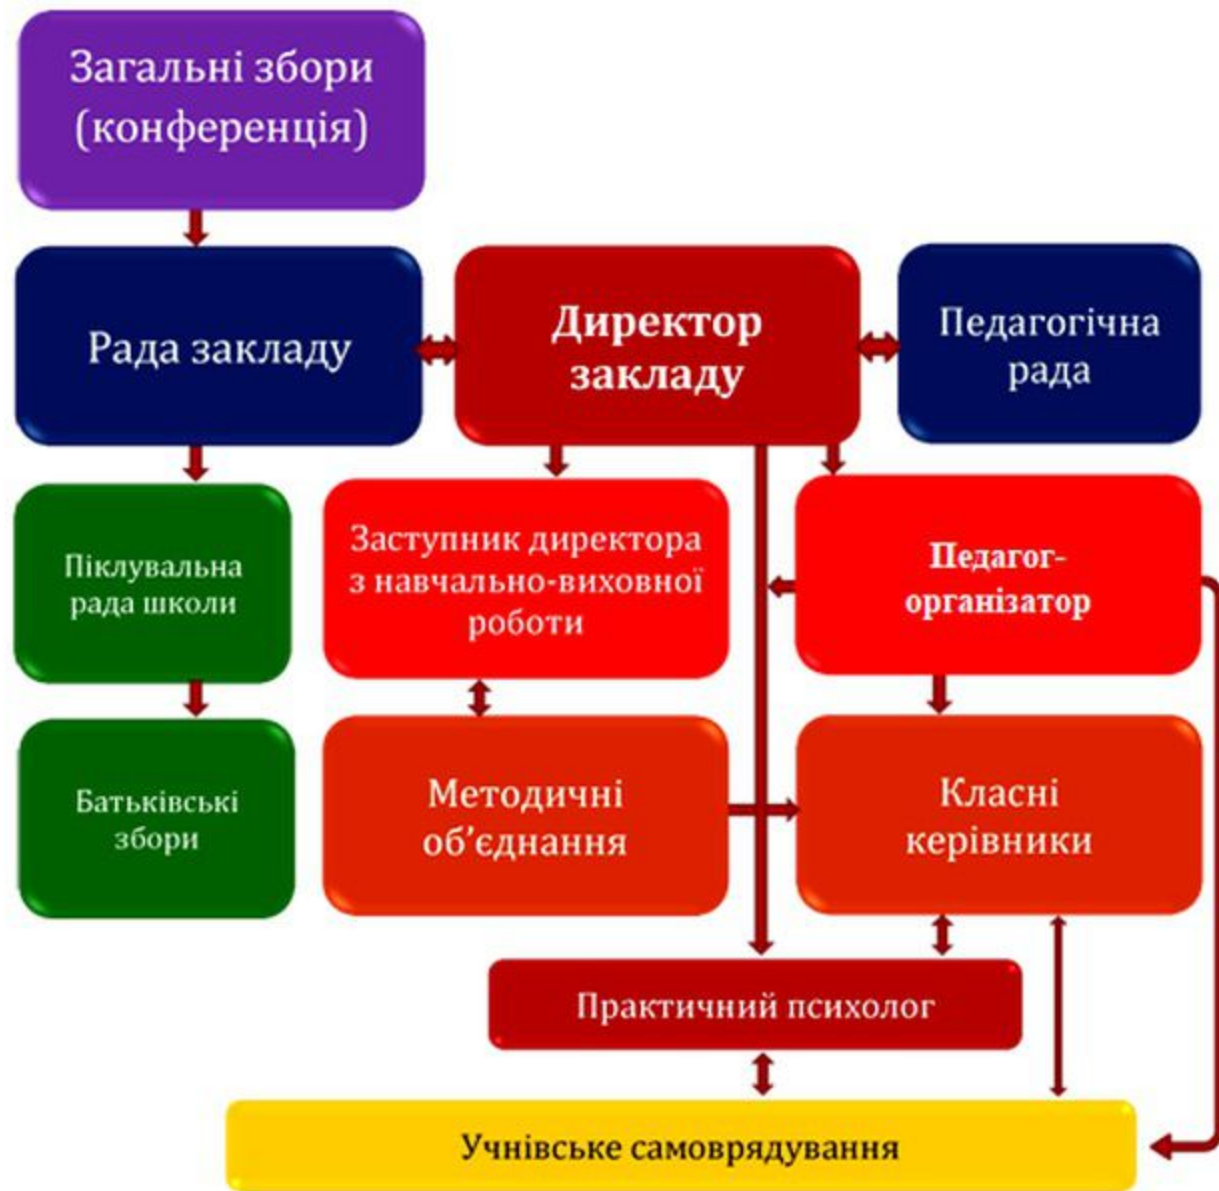 Загальні збори
(конференція)
Рада закладу
Директор
закладу
Педагогічна
рада
Піклувальна
рада школи
Заступник директора
з навчально-виховної
роботи
Педагог-
організатор
Батьківські
збори
Методичні
об’єднання
Класні
керівники
Практичний психолог
Учнівське самоврядування